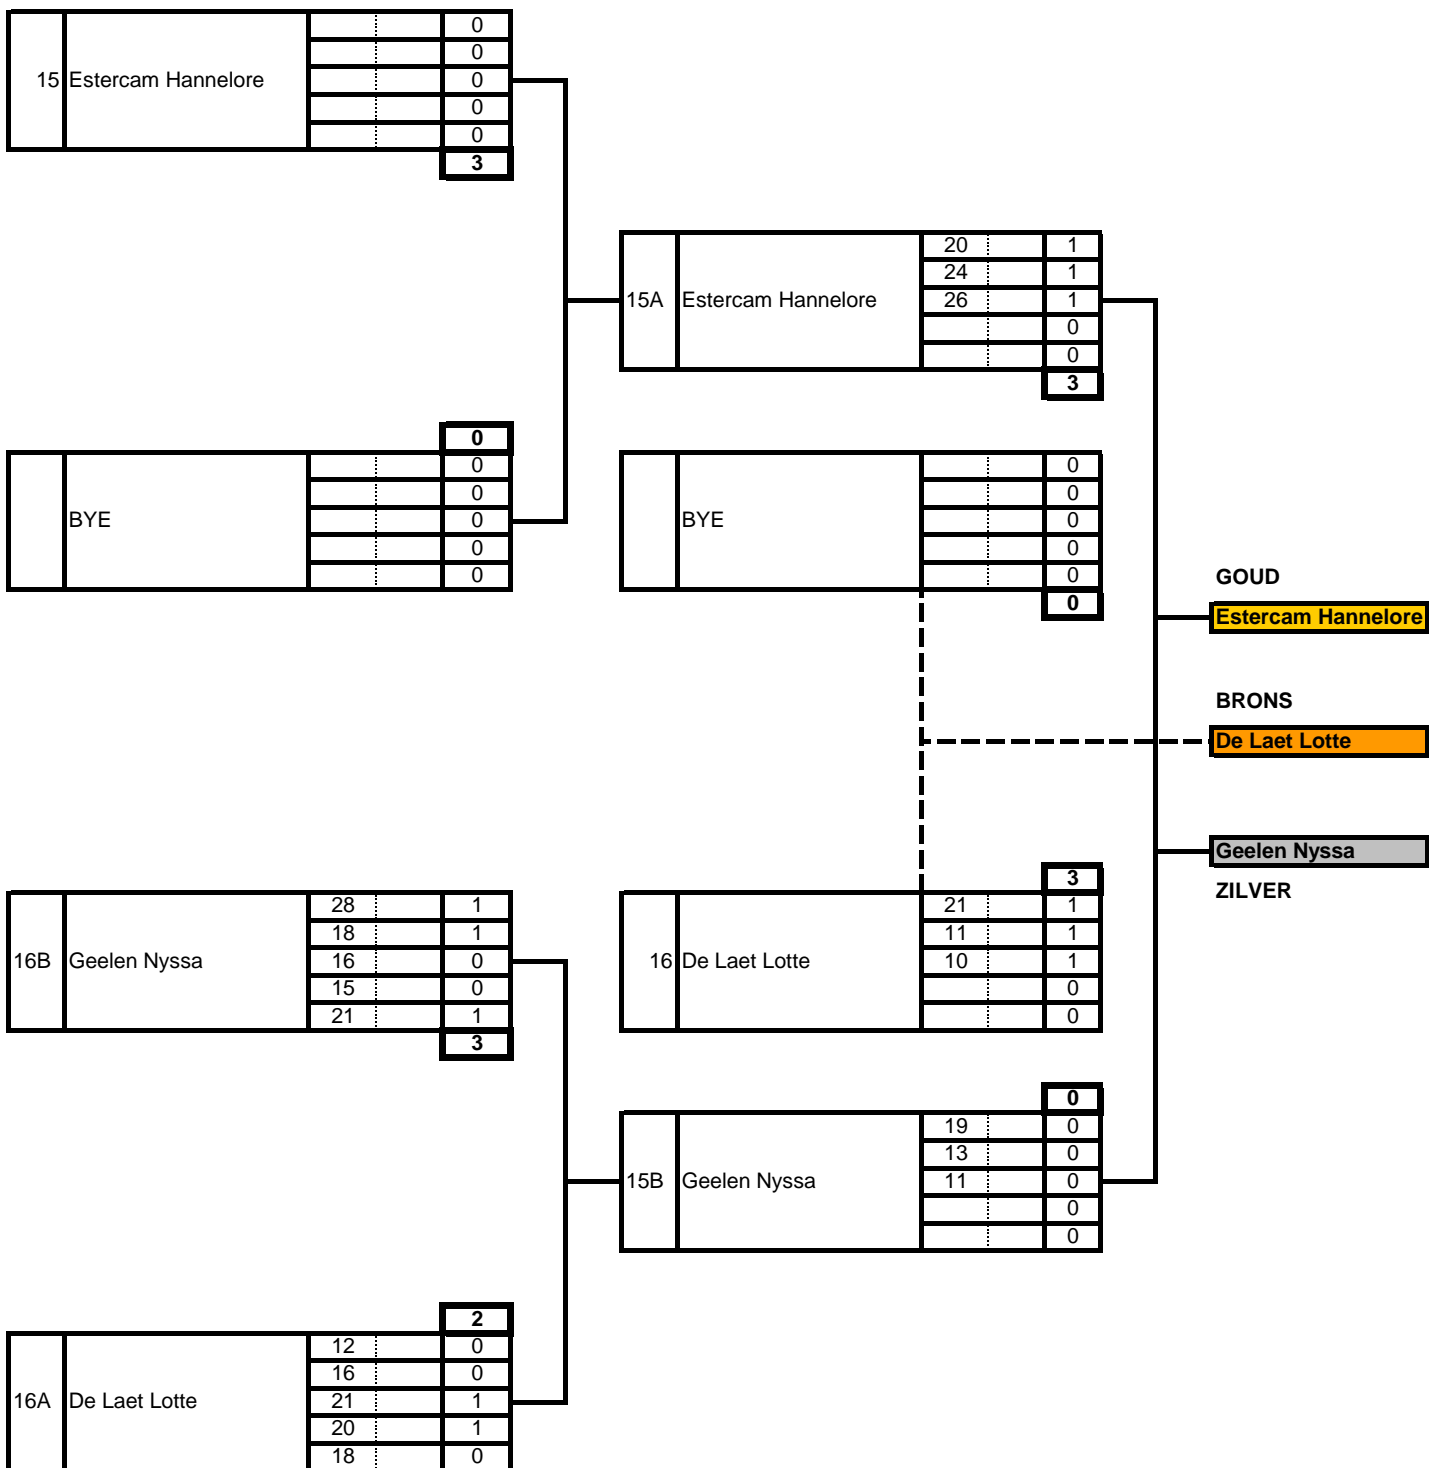 0
0
15 Estercam Hannelore 0
0
0
3
20 1
24 1
15A Estercam Hannelore 26 1
0
0
3
0
0
0
BYE 0
0
0
0
0
BYE 0
0
0
0
GOUD
Estercam Hannelore
BRONS
De Laet Lotte
Geelen Nyssa
ZILVER
28 1
18 1
16B Geelen Nyssa 16 0
15 0
21 1
3
3
21 1
11 1
16 De Laet Lotte 10 1
0
0
0
19 0
13 0
15B Geelen Nyssa 11 0
0
0
2
12 0
16 0
16A De Laet Lotte 21 1
20 1
18 0